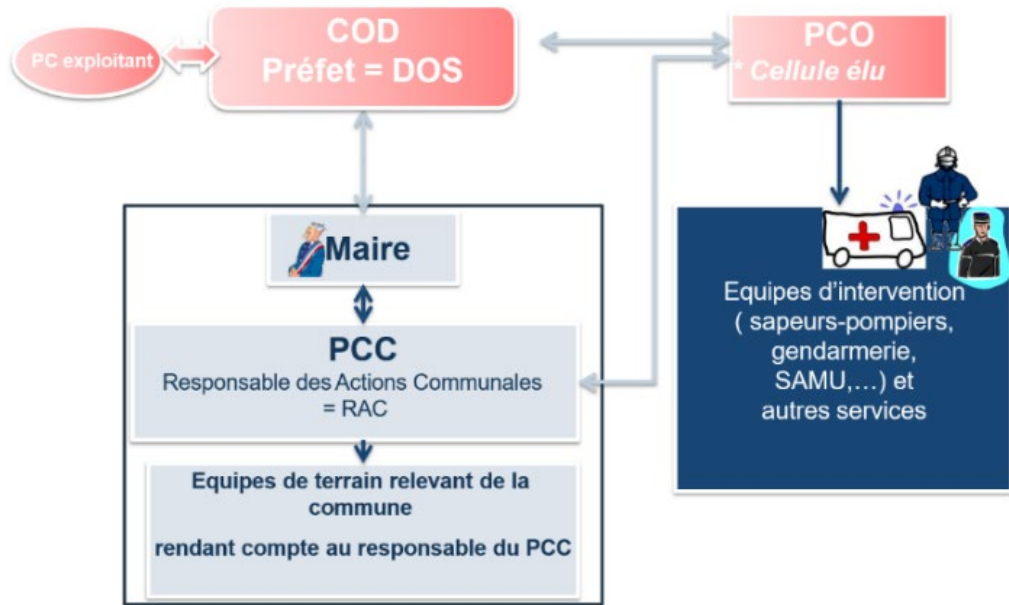 PC exploitant
COD
Préfet = DOS
PCO
* Cellule élu
Maire
PCC
Responsable des Actions Communales
= RAC
Equipes de terrain relevant de la
commune
rendant compte au responsable du PCC
Equipes d'intervention
( sapeurs-pompiers,
gendarmerie,
SAMU,...) et
autres services